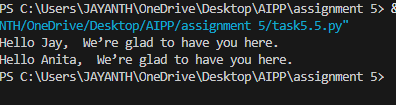 PS C:\Users\JAYANTH\OneDrive\Desktop\AIPP\assignment 5> &
NTH/OneDrive/Desktop/AIPP/assignment 5/task5.5.py"
Hello Jay,  We’re glad to have you here.
Hello Anita,  We’re glad to have you here.
PS C:\Users\JAYANTH\OneDrive\Desktop\AIPP\assignment 5>